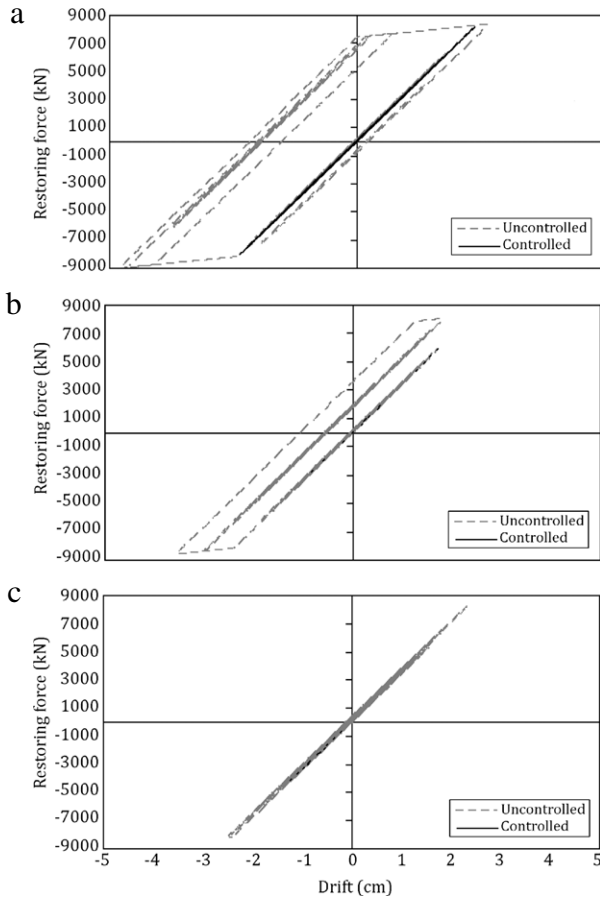 a
9000
7000
5000
3000
1000
-1000
-3000
-5000
-7000
-9000
Restoring force (kN)
Uncontrolled
Controlled
b
9000
7000
5000
3000
1000
-1000
-3000
-5000
-7000
-9000
Restoring force (kN)
Uncontrolled
Controlled
c
9000
7000
5000
3000
1000
-1000
-3000
-5000
-7000
-9000
Restoring force (kN)
Uncontrolled
Controlled
-5 -4 -3 -2 -1 0 1 2 3 4 5
Drift (cm)